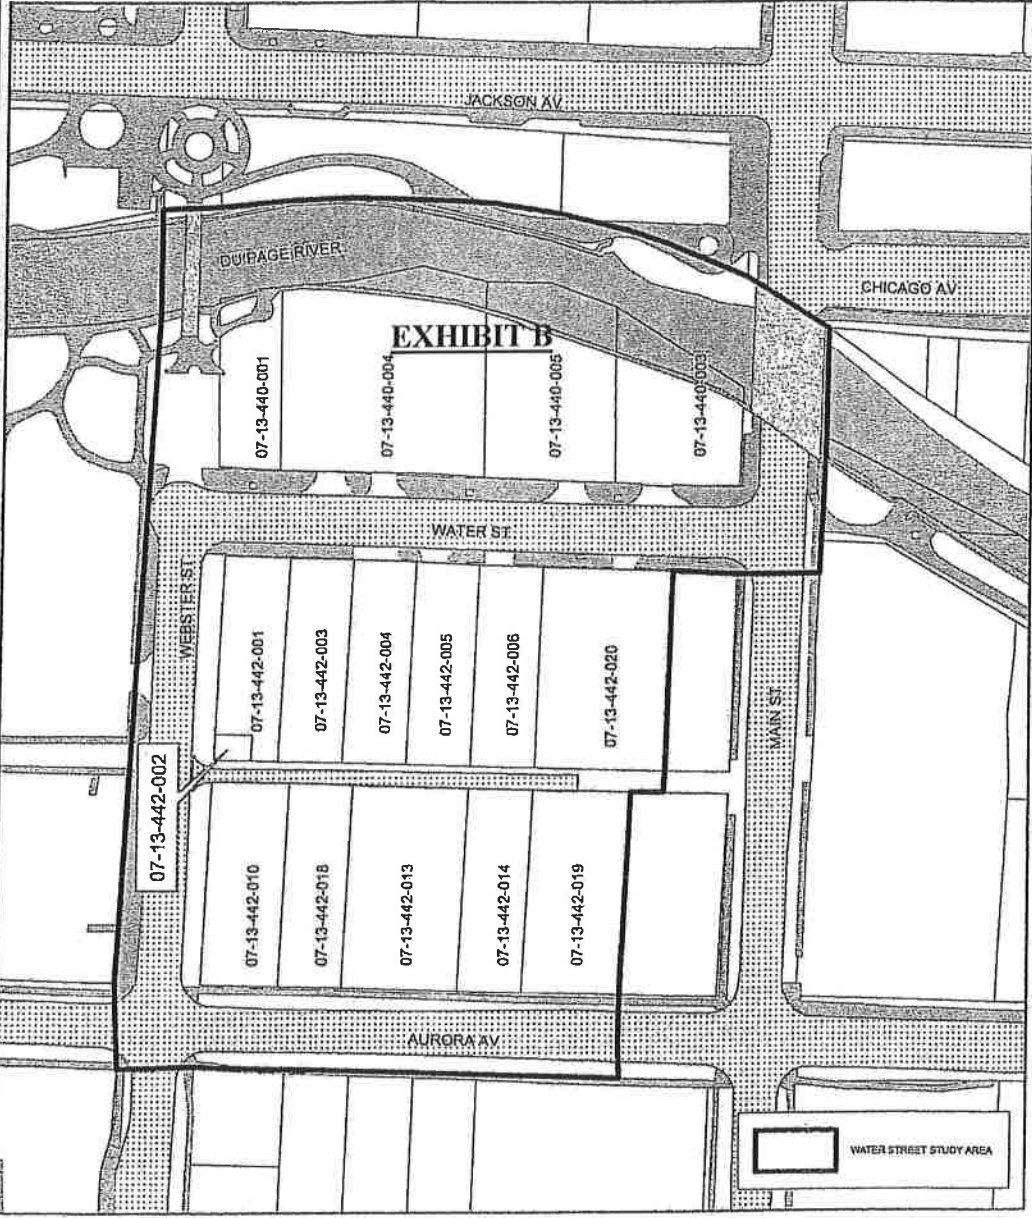 JACKSON AV
DUPAGE RIVER
CHICAGO AV
EXHIBIT B
07-13-440-001
07-13-440-004
07-13-440-005
07-13-440-003
WATER ST
WEBSTER ST
07-13-442-001
07-13-442-003
07-13-442-004
07-13-442-005
07-13-442-006
07-13-442-020
MAIN ST
07-13-442-002
07-13-442-010
07-13-442-018
07-13-442-013
07-13-442-014
07-13-442-019
AURORA AV
WATER STREET STUDY AREA